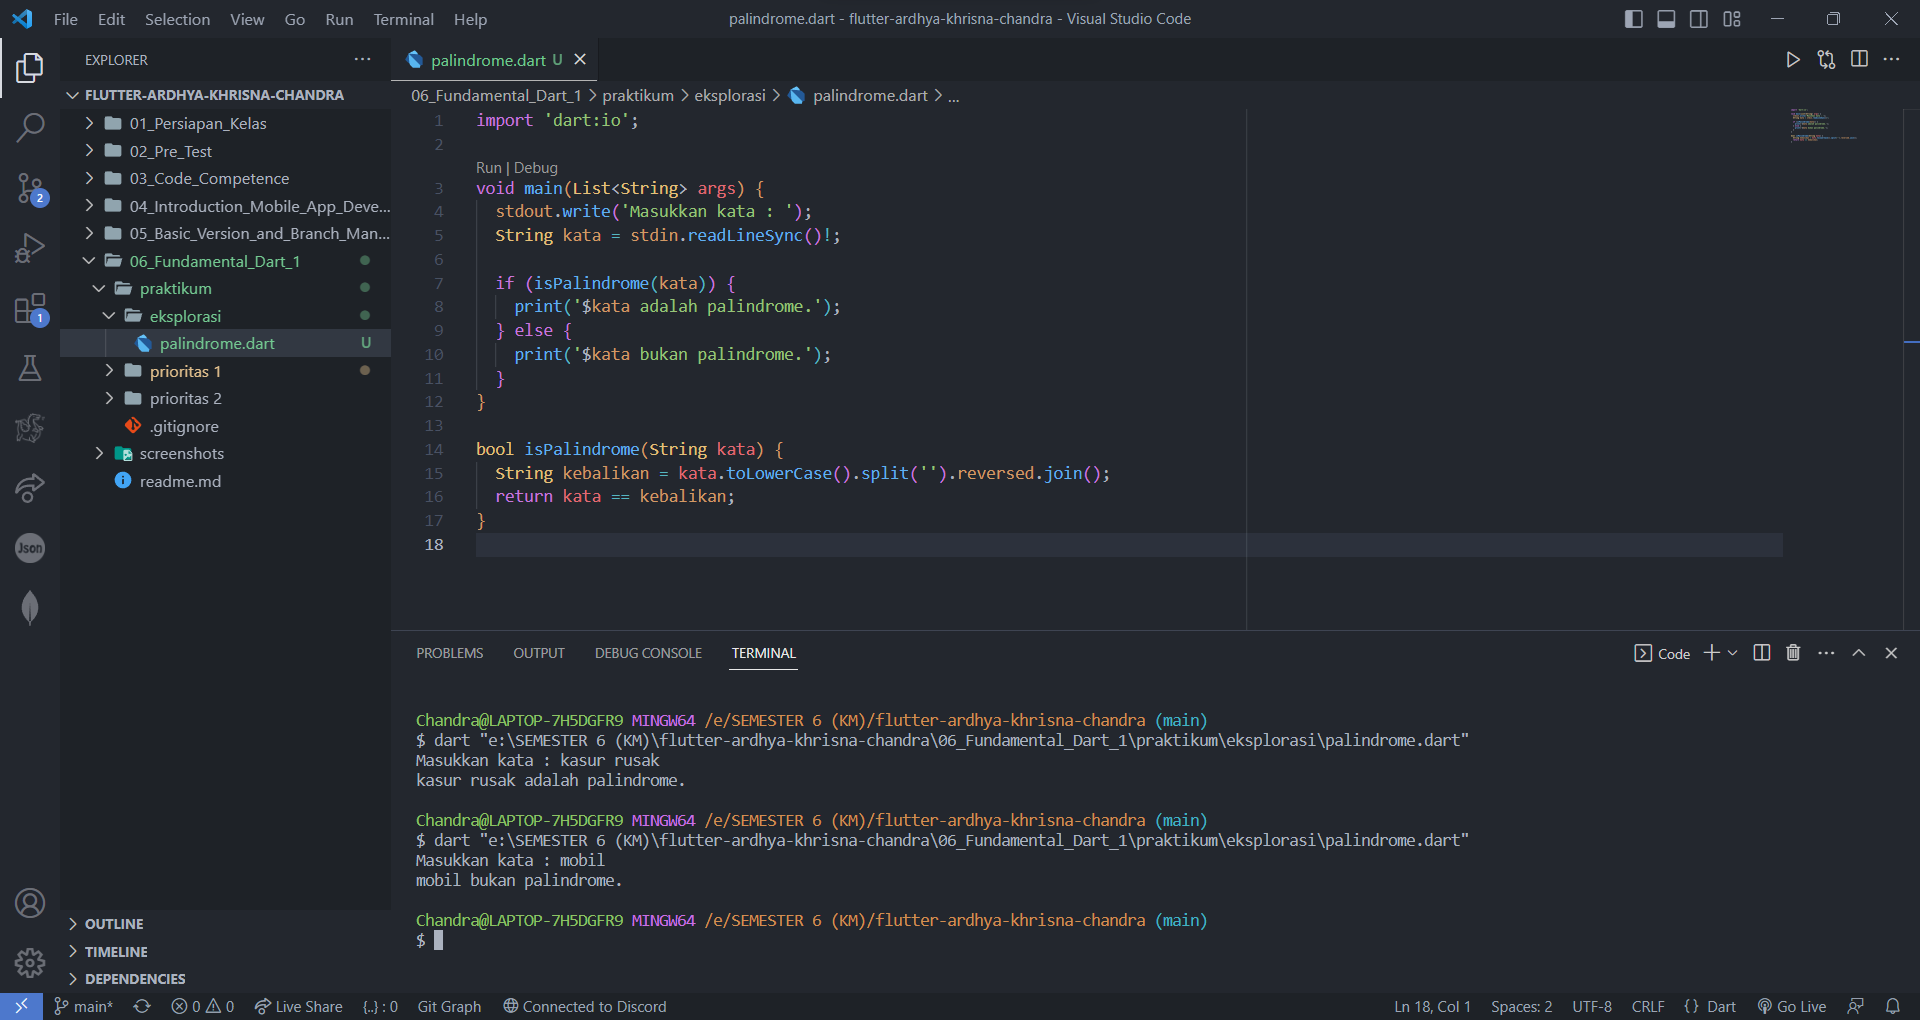 File Edit Selection View Go Run Terminal Help
palindrome.dart - flutter-ardhya-khrisna-chandra - Visual Studio Code
EXPLORER
FLUTTER-ARDHYA-KHRISNA-CHANDRA
01_Persiapan_Kelas
02_Pre_Test
03_Code_Competence
04_Introduction_Mobile_App_Deve...
05_Basic_Version_and_Branch_Man...
06_Fundamental_Dart_1
praktikum
eksplorasi
palindrome.dart U
prioritas 1
prioritas 2
.gitignore
screenshots
readme.md
OUTLINE
TIMELINE
DEPENDENCIES
2
1
Json
palindrome.dart U
06_Fundamental_Dart_1 > praktikum > eksplorasi > palindrome.dart > ...
1 import 'dart:io';
2
Run | Debug
3 void main(List<String> args) {
4 stdout.write('Masukkan kata : ');
5 String kata = stdin.readLineSync()!;
6
7 if (isPalindrome(kata)) {
8 print('$kata adalah palindrome.');
9 } else {
10 print('$kata bukan palindrome.');
11 }
12 }
13
14 bool isPalindrome(String kata) {
15 String kebalikan = kata.toLowerCase().split('').reversed.join();
16 return kata == kebalikan;
17 }
18
PROBLEMS OUTPUT DEBUG CONSOLE TERMINAL
Code
Chandra@LAPTOP-7H5DGFR9 MINGW64 /e/SEMESTER 6 (KM)/flutter-ardhya-khrisna-chandra (main)
$ dart "e:\SEMESTER 6 (KM)\flutter-ardhya-khrisna-chandra\06_Fundamental_Dart_1\praktikum\eksplorasi\palindrome.dart"
Masukkan kata : kasur rusak
kasur rusak adalah palindrome.
Chandra@LAPTOP-7H5DGFR9 MINGW64 /e/SEMESTER 6 (KM)/flutter-ardhya-khrisna-chandra (main)
$ dart "e:\SEMESTER 6 (KM)\flutter-ardhya-khrisna-chandra\06_Fundamental_Dart_1\praktikum\eksplorasi\palindrome.dart"
Masukkan kata : mobil
mobil bukan palindrome.
Chandra@LAPTOP-7H5DGFR9 MINGW64 /e/SEMESTER 6 (KM)/flutter-ardhya-khrisna-chandra (main)
$
main* 0 0 Live Share {..} : 0 Git Graph Connected to Discord
Ln 18, Col 1 Spaces: 2 UTF-8 CRLF {} Dart Go Live